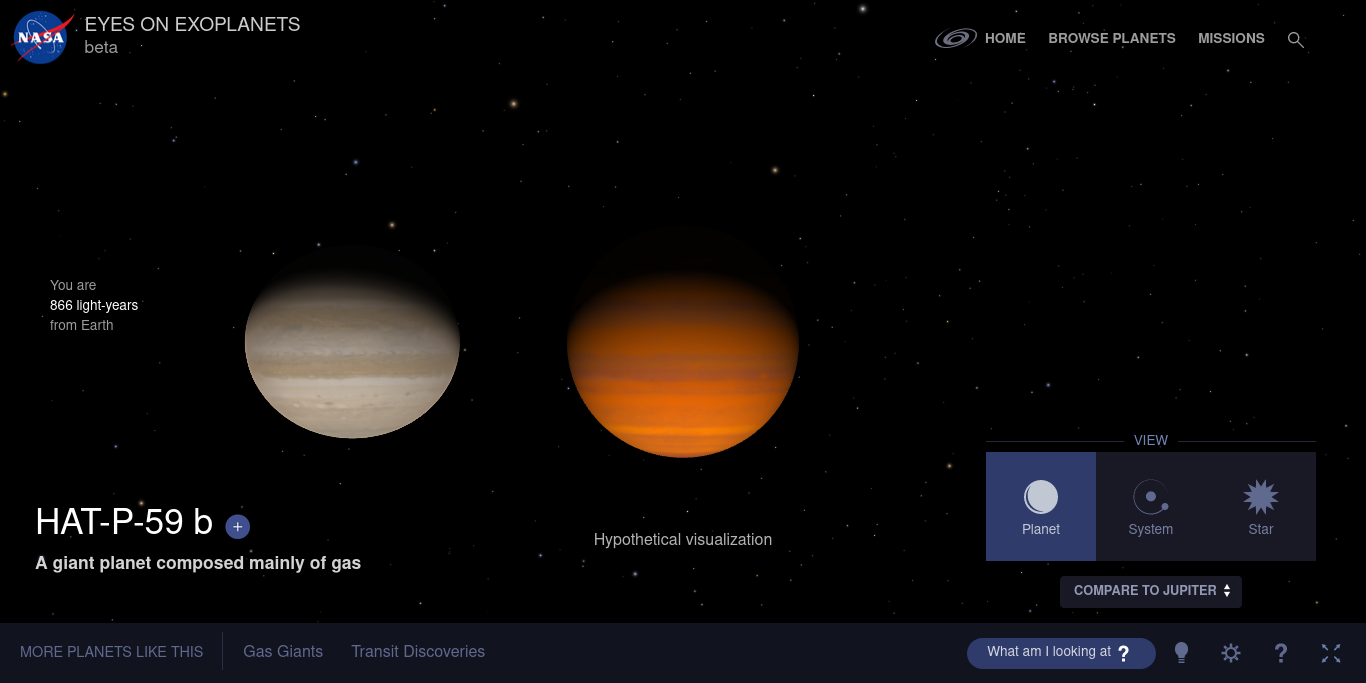 NASA
EYES ON EXOPLANETS
beta
HOME
BROWSE PLANETS
MISSIONS
You are
866 light-years
from Earth
VIEW
Planet
System
Star
HAT-P-59 b +
A giant planet composed mainly of gas
Hypothetical visualization
COMPARE TO JUPITER
MORE PLANETS LIKE THIS
Gas Giants
Transit Discoveries
What am I looking at ?
?